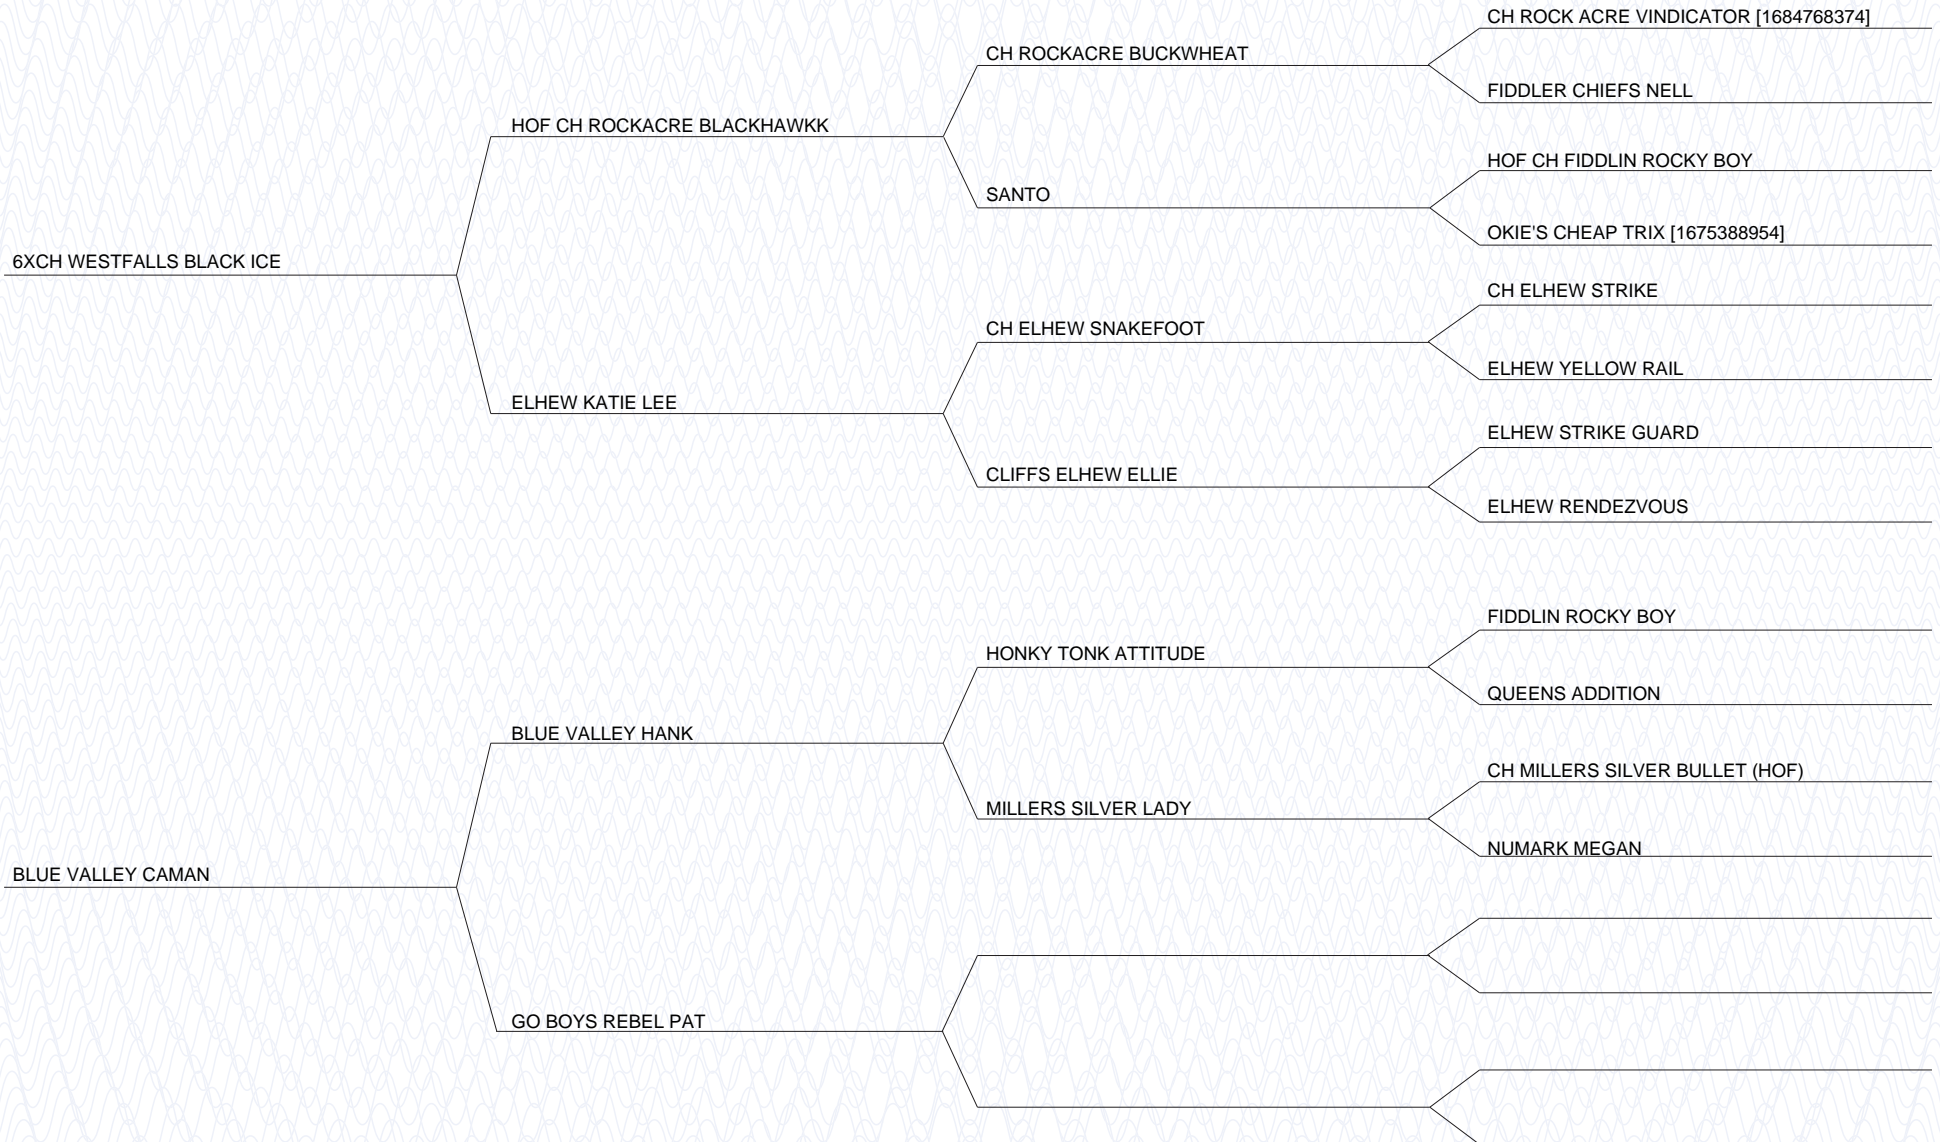 CH ROCK ACRE VINDICATOR [1684768374]
CH ROCKACRE BUCKWHEAT
FIDDLER CHIEFS NELL
HOF CH ROCKACRE BLACKHAWKK
HOF CH FIDDLIN ROCKY BOY
SANTO
OKIE'S CHEAP TRIX [1675388954]
6XCH WESTFALLS BLACK ICE
CH ELHEW STRIKE
CH ELHEW SNAKEFOOT
ELHEW YELLOW RAIL
ELHEW KATIE LEE
ELHEW STRIKE GUARD
CLIFFS ELHEW ELLIE
ELHEW RENDEZVOUS
FIDDLIN ROCKY BOY
HONKY TONK ATTITUDE
QUEENS ADDITION
BLUE VALLEY HANK
CH MILLERS SILVER BULLET (HOF)
MILLERS SILVER LADY
NUMARK MEGAN
BLUE VALLEY CAMAN
GO BOYS REBEL PAT